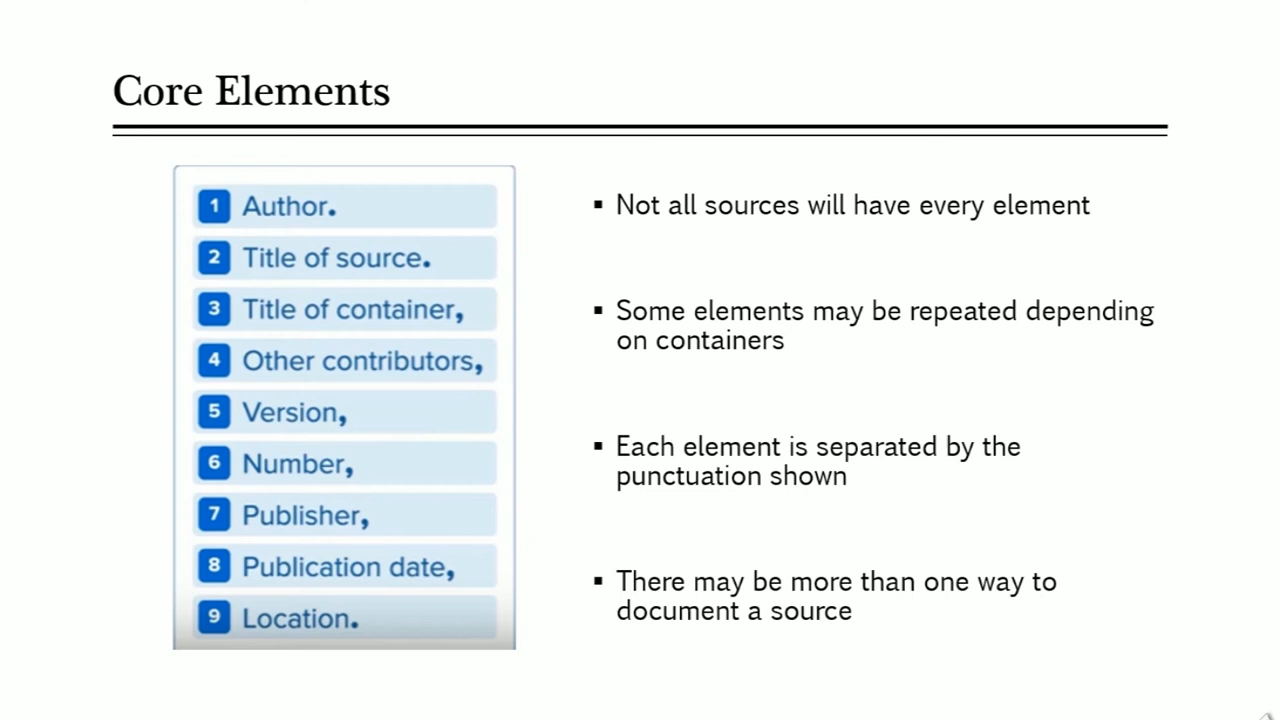 Core Elements
1 Author.
2 Title of source.
3 Title of container,
4 Other contributors,
5 Version,
6 Number,
7 Publisher,
8 Publication date,
9 Location.
▪ Not all sources will have every element
▪ Some elements may be repeated depending
on containers
▪ Each element is separated by the
punctuation shown
▪ There may be more than one way to
document a source